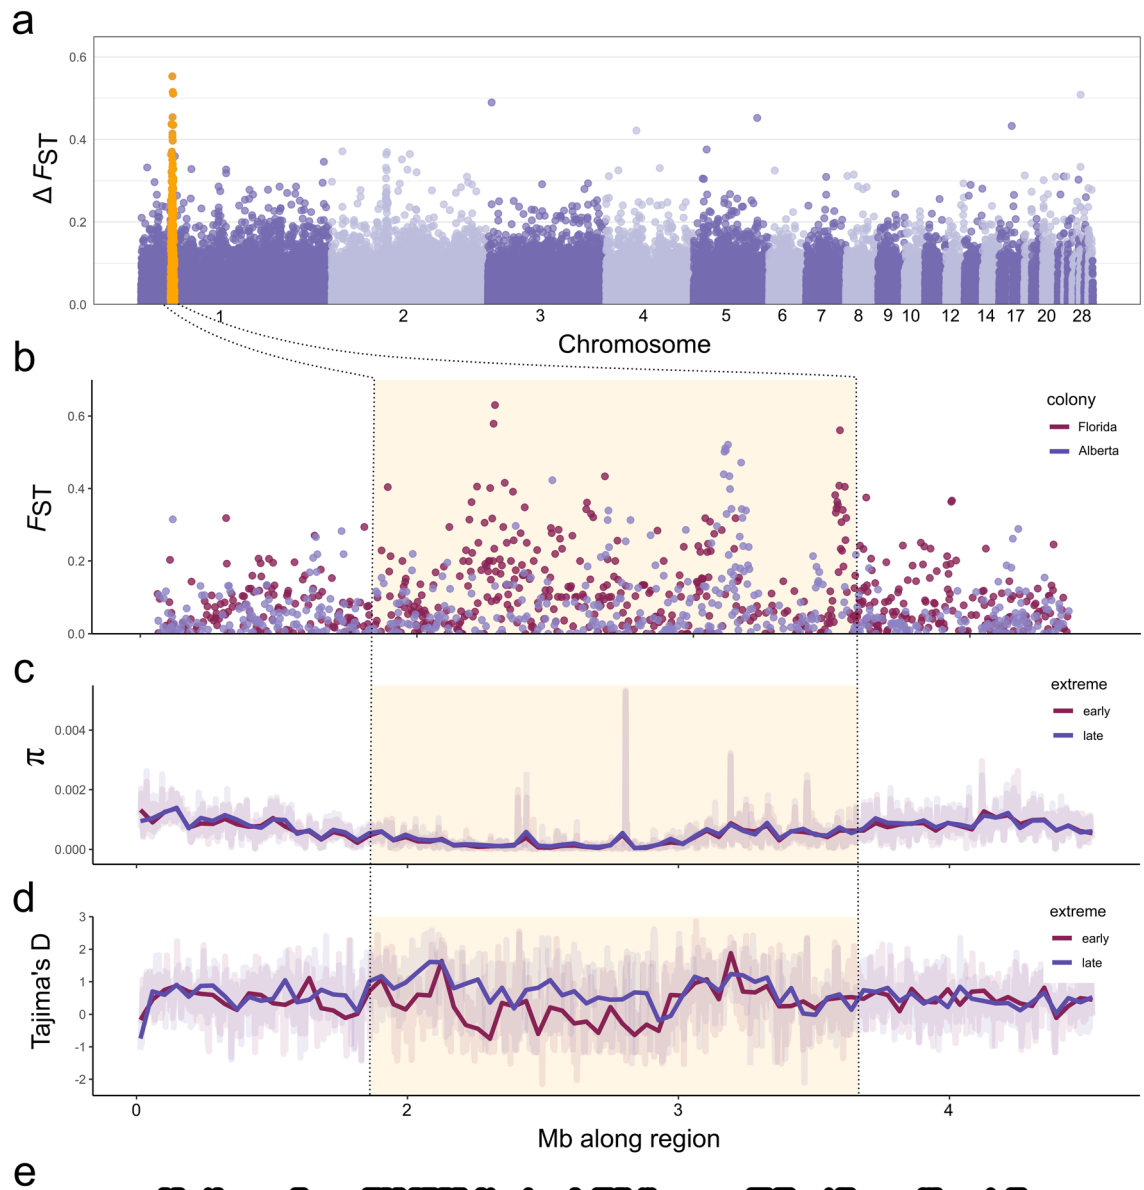 a
0.6
0.4
0.2
0.0
Δ FST
1 2 3 4 5 6 7 8 9 10 12 14 17 20 28
Chromosome
b
0.6
0.4
0.2
0.0
FST
colony
Florida
Alberta
c
0.004
0.002
0.000
π
extreme
early
late
d
3
2
1
0
-1
-2
Tajima's D
extreme
early
late
0 2 3 4
Mb along region
e